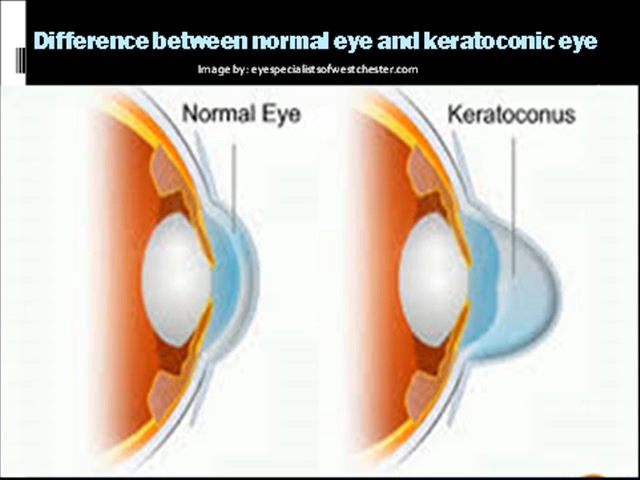 Difference between normal eye and keratoconic eye
Image by: eyespecialistsofwestchester.com
Normal Eye
Keratoconus